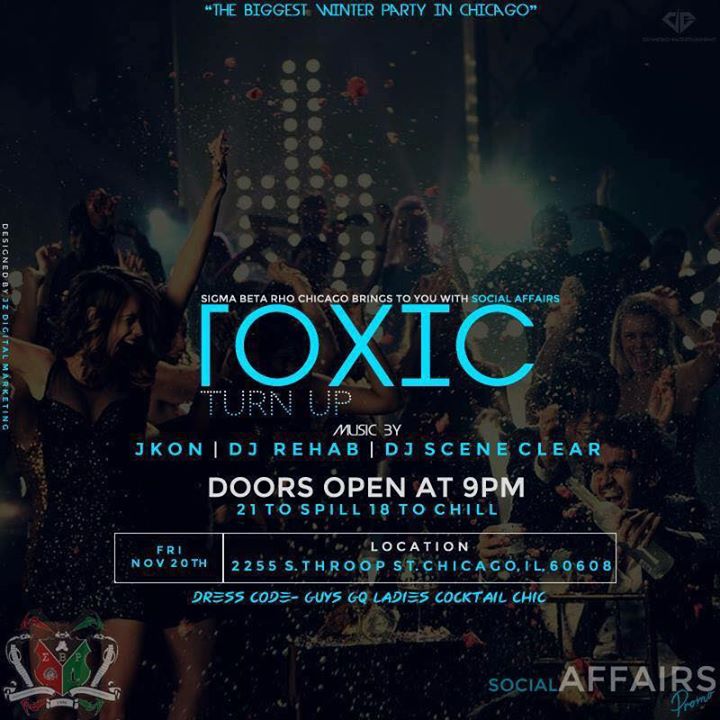 “THE BIGGEST WINTER PARTY IN CHICAGO”
DESIGNED BY JZ DIGITAL MARKETING
SIGMA BETA RHO CHICAGO BRINGS TO YOU WITH SOCIAL AFFAIRS
TOXIC
TURN UP
MUSIC BY
JKON | DJ REHAB | DJ SCENE CLEAR
DOORS OPEN AT 9PM
21 TO SPILL 18 TO CHILL
FRI
NOV 20TH
LOCATION
2255 S.THROOP ST.CHICAGO,IL,60608
DRESS CODE- GUYS GQ LADIES COCKTAIL CHIC
ΣΒΡ
SOCIAL AFFAIRS
Promo